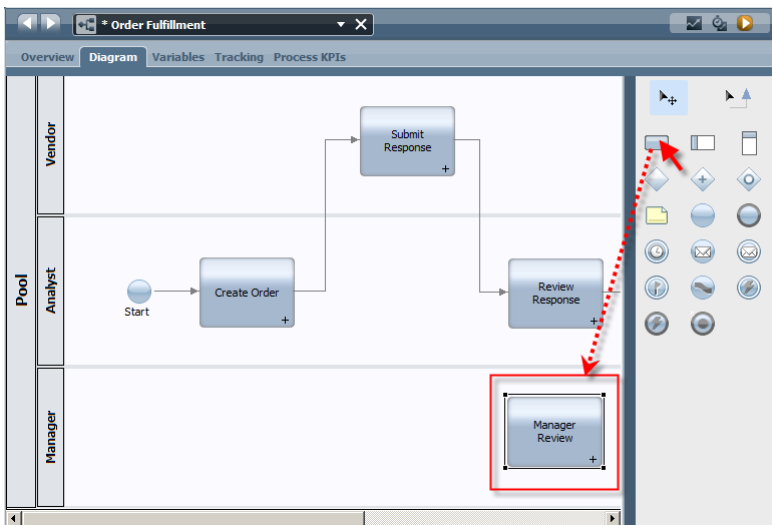 * Order Fulfillment
Overview Diagram Variables Tracking Process KPIs
Pool
Vendor
Submit
Response
Analyst
Start
Create Order
Review
Response
Manager
Manager
Review